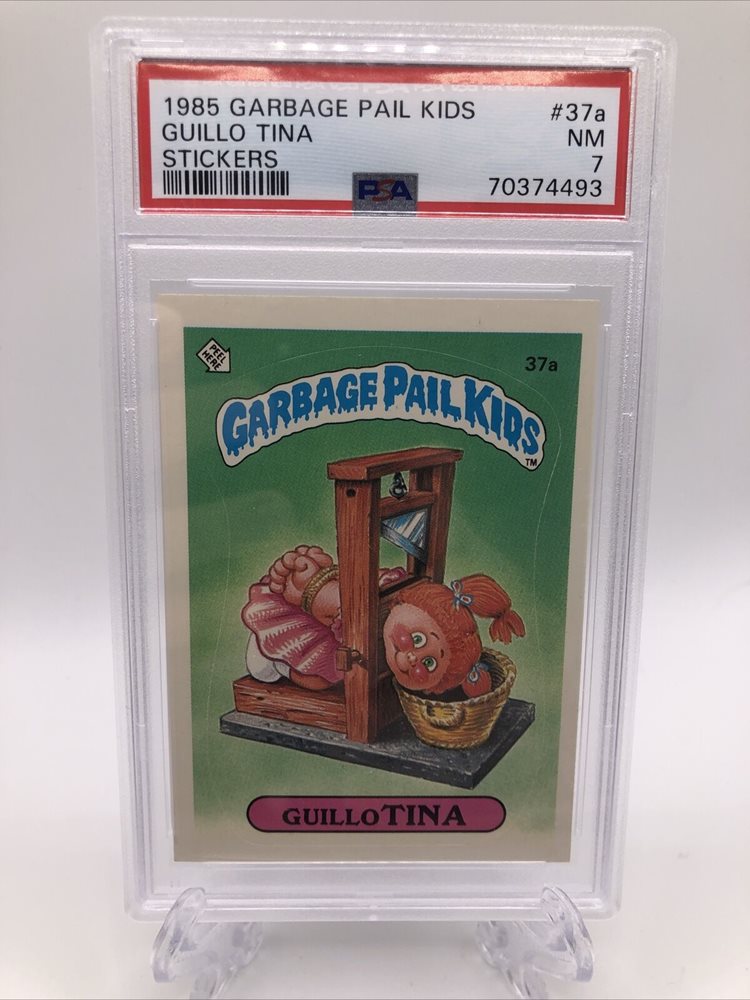 1985 GARBAGE PAIL KIDS #37a
GUILLO TINA NM
STICKERS 7
PSA 70374493
PEEL HERE
37a
GARBAGE PAIL KIDS
TM
GUILLOTINA